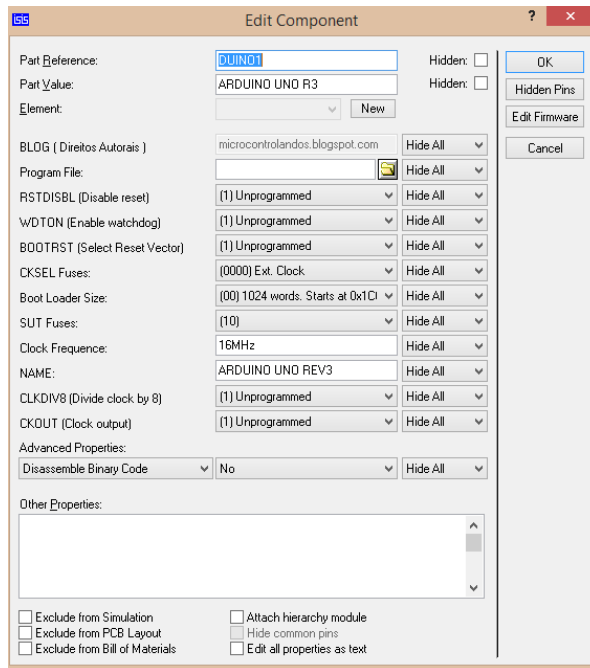 isis Edit Component ? ×
Part Reference: DUINO1 Hidden: OK
Part Value: ARDUINO UNO R3 Hidden: Hidden Pins
Element: New Edit Firmware
BLOG ( Direitos Autorais ) microcontrolandos.blogspot.com Hide All Cancel
Program File: Hide All
RSTDISBL (Disable reset) (1) Unprogrammed Hide All
WDTON (Enable watchdog) (1) Unprogrammed Hide All
BOOTRST (Select Reset Vector) (1) Unprogrammed Hide All
CKSEL Fuses: (0000) Ext. Clock Hide All
Boot Loader Size: (00) 1024 words. Starts at 0x1C Hide All
SUT Fuses: (10) Hide All
Clock Frequence: 16MHz Hide All
NAME: ARDUINO UNO REV3 Hide All
CLKDIV8 (Divide clock by 8) (1) Unprogrammed Hide All
CKOUT (Clock output) (1) Unprogrammed Hide All
Advanced Properties:
Disassemble Binary Code No Hide All
Other Properties:
Exclude from Simulation Attach hierarchy module
Exclude from PCB Layout Hide common pins
Exclude from Bill of Materials Edit all properties as text